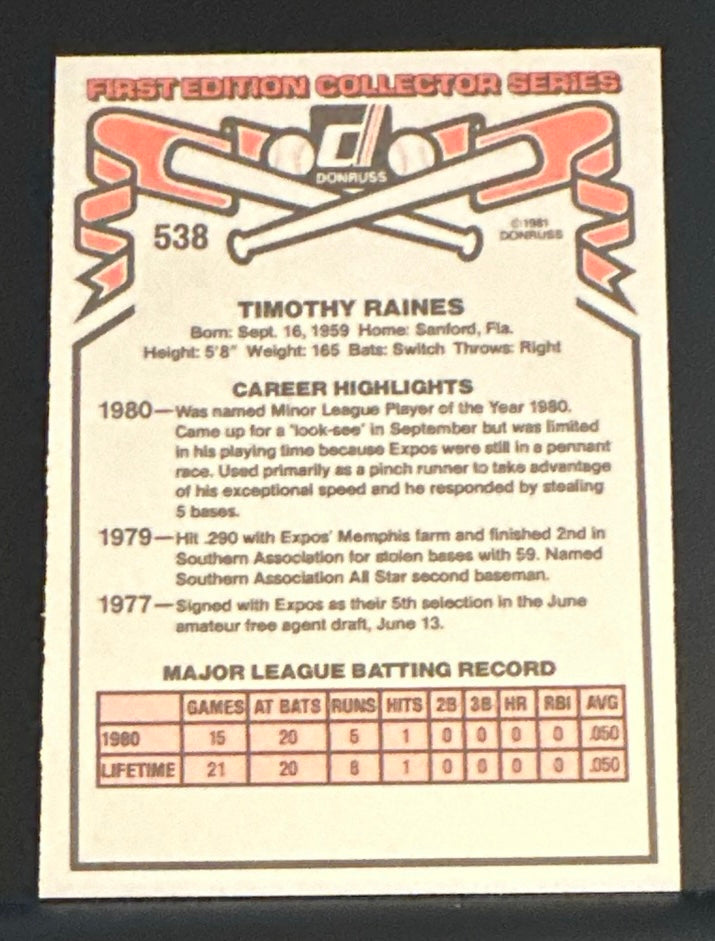 FIRST EDITION COLLECTOR SERIES
d
DONRUSS
538
©1981
DONRUSS
TIMOTHY RAINES
Born: Sept. 16, 1959 Home: Sanford, Fla.
Height: 5'8" Weight: 165 Bats: Switch Throws: Right
CAREER HIGHLIGHTS
1980—Was named Minor League Player of the Year 1980.
Came up for a 'look-see' in September but was limited
in his playing time because Expos were still in a pennant
race. Used primarily as a pinch runner to take advantage
of his exceptional speed and he responded by stealing
5 bases.
1979—Hit .290 with Expos' Memphis farm and finished 2nd in
Southern Association for stolen bases with 59. Named
Southern Association All Star second baseman.
1977—Signed with Expos as their 5th selection in the June
amateur free agent draft, June 13.
MAJOR LEAGUE BATTING RECORD
GAMES AT BATS RUNS HITS 2B 3B HR RBI AVG
1980 15 20 5 1 0 0 0 0 .050
LIFETIME 21 20 8 1 0 0 0 0 .050